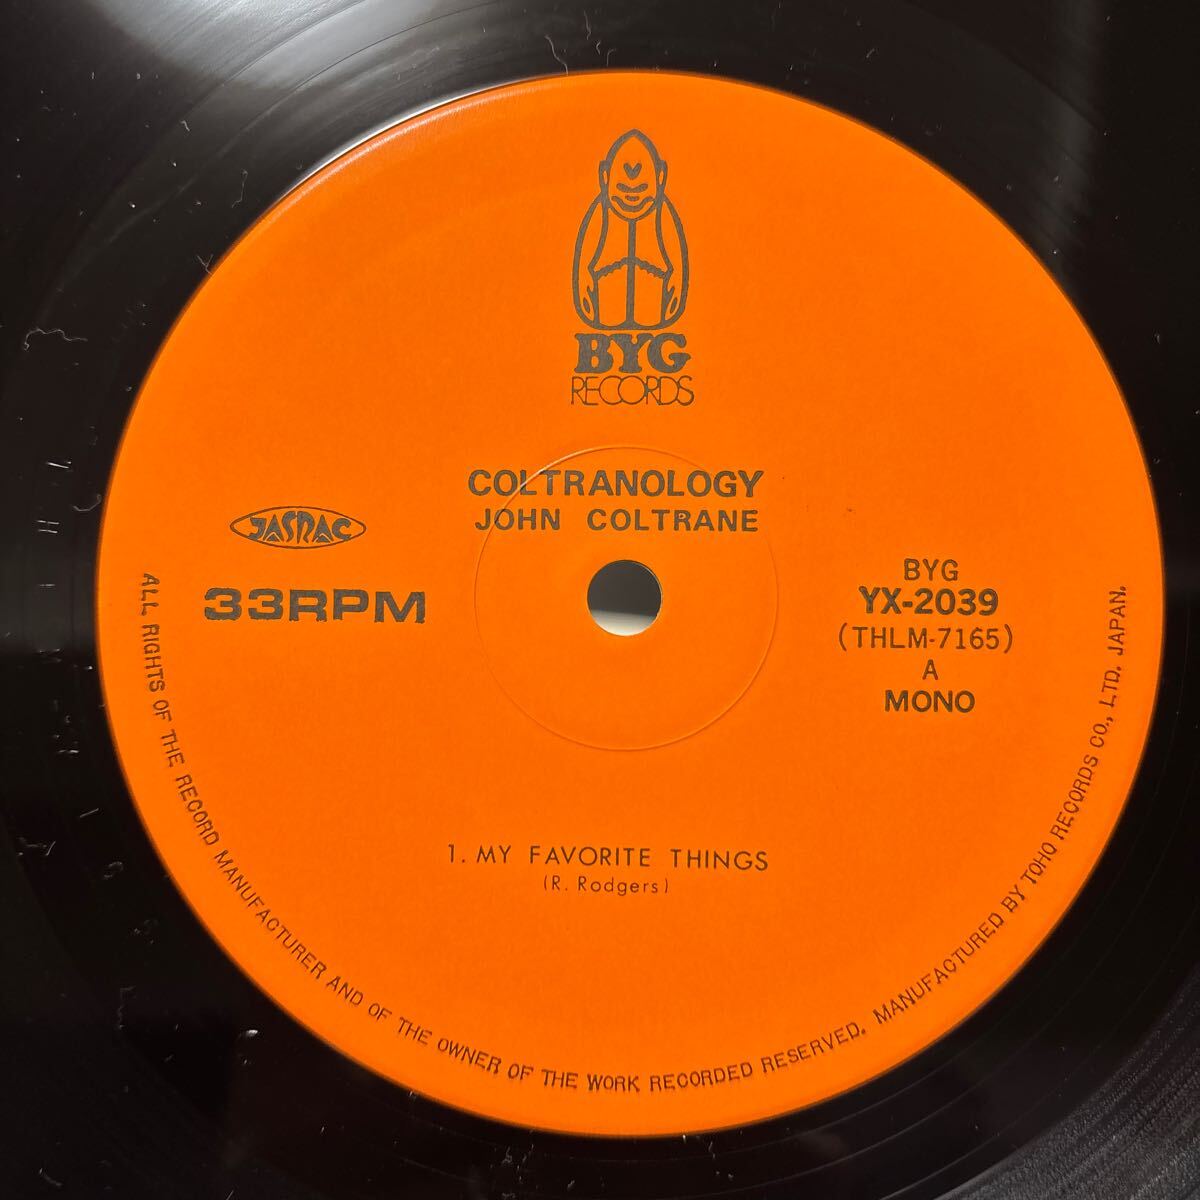 BYG
RECORDS
COLTRANOLOGY
JOHN COLTRANE
JASRAC
33RPM
BYG
YX-2039
(THLM-7165)
A
MONO
1. MY FAVORITE THINGS
(R. Rodgers)
ALL RIGHTS OF THE RECORD MANUFACTURER AND OF THE OWNER OF THE WORK RECORDED RESERVED. MANUFACTURED BY TOHO RECORDS CO., LTD. JAPAN.